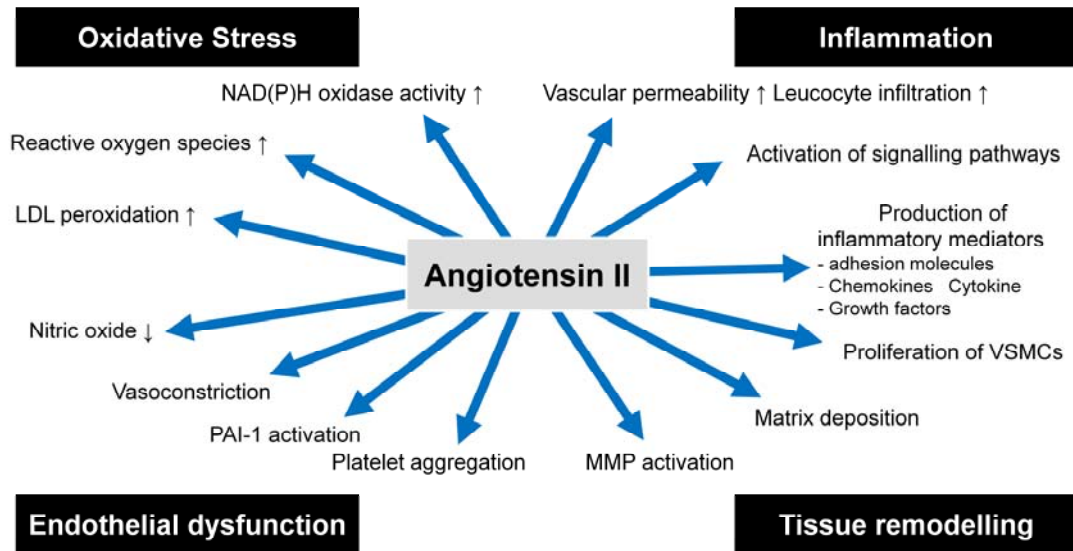 Oxidative Stress
Inflammation
NAD(P)H oxidase activity ↑
Vascular permeability ↑ Leucocyte infiltration ↑
Reactive oxygen species ↑
Activation of signalling pathways
LDL peroxidation ↑
Production of
inflammatory mediators
- adhesion molecules
- Chemokines Cytokine
- Growth factors
Angiotensin II
Nitric oxide ↓
Proliferation of VSMCs
Vasoconstriction
Matrix deposition
PAI-1 activation
Platelet aggregation
MMP activation
Endothelial dysfunction
Tissue remodelling